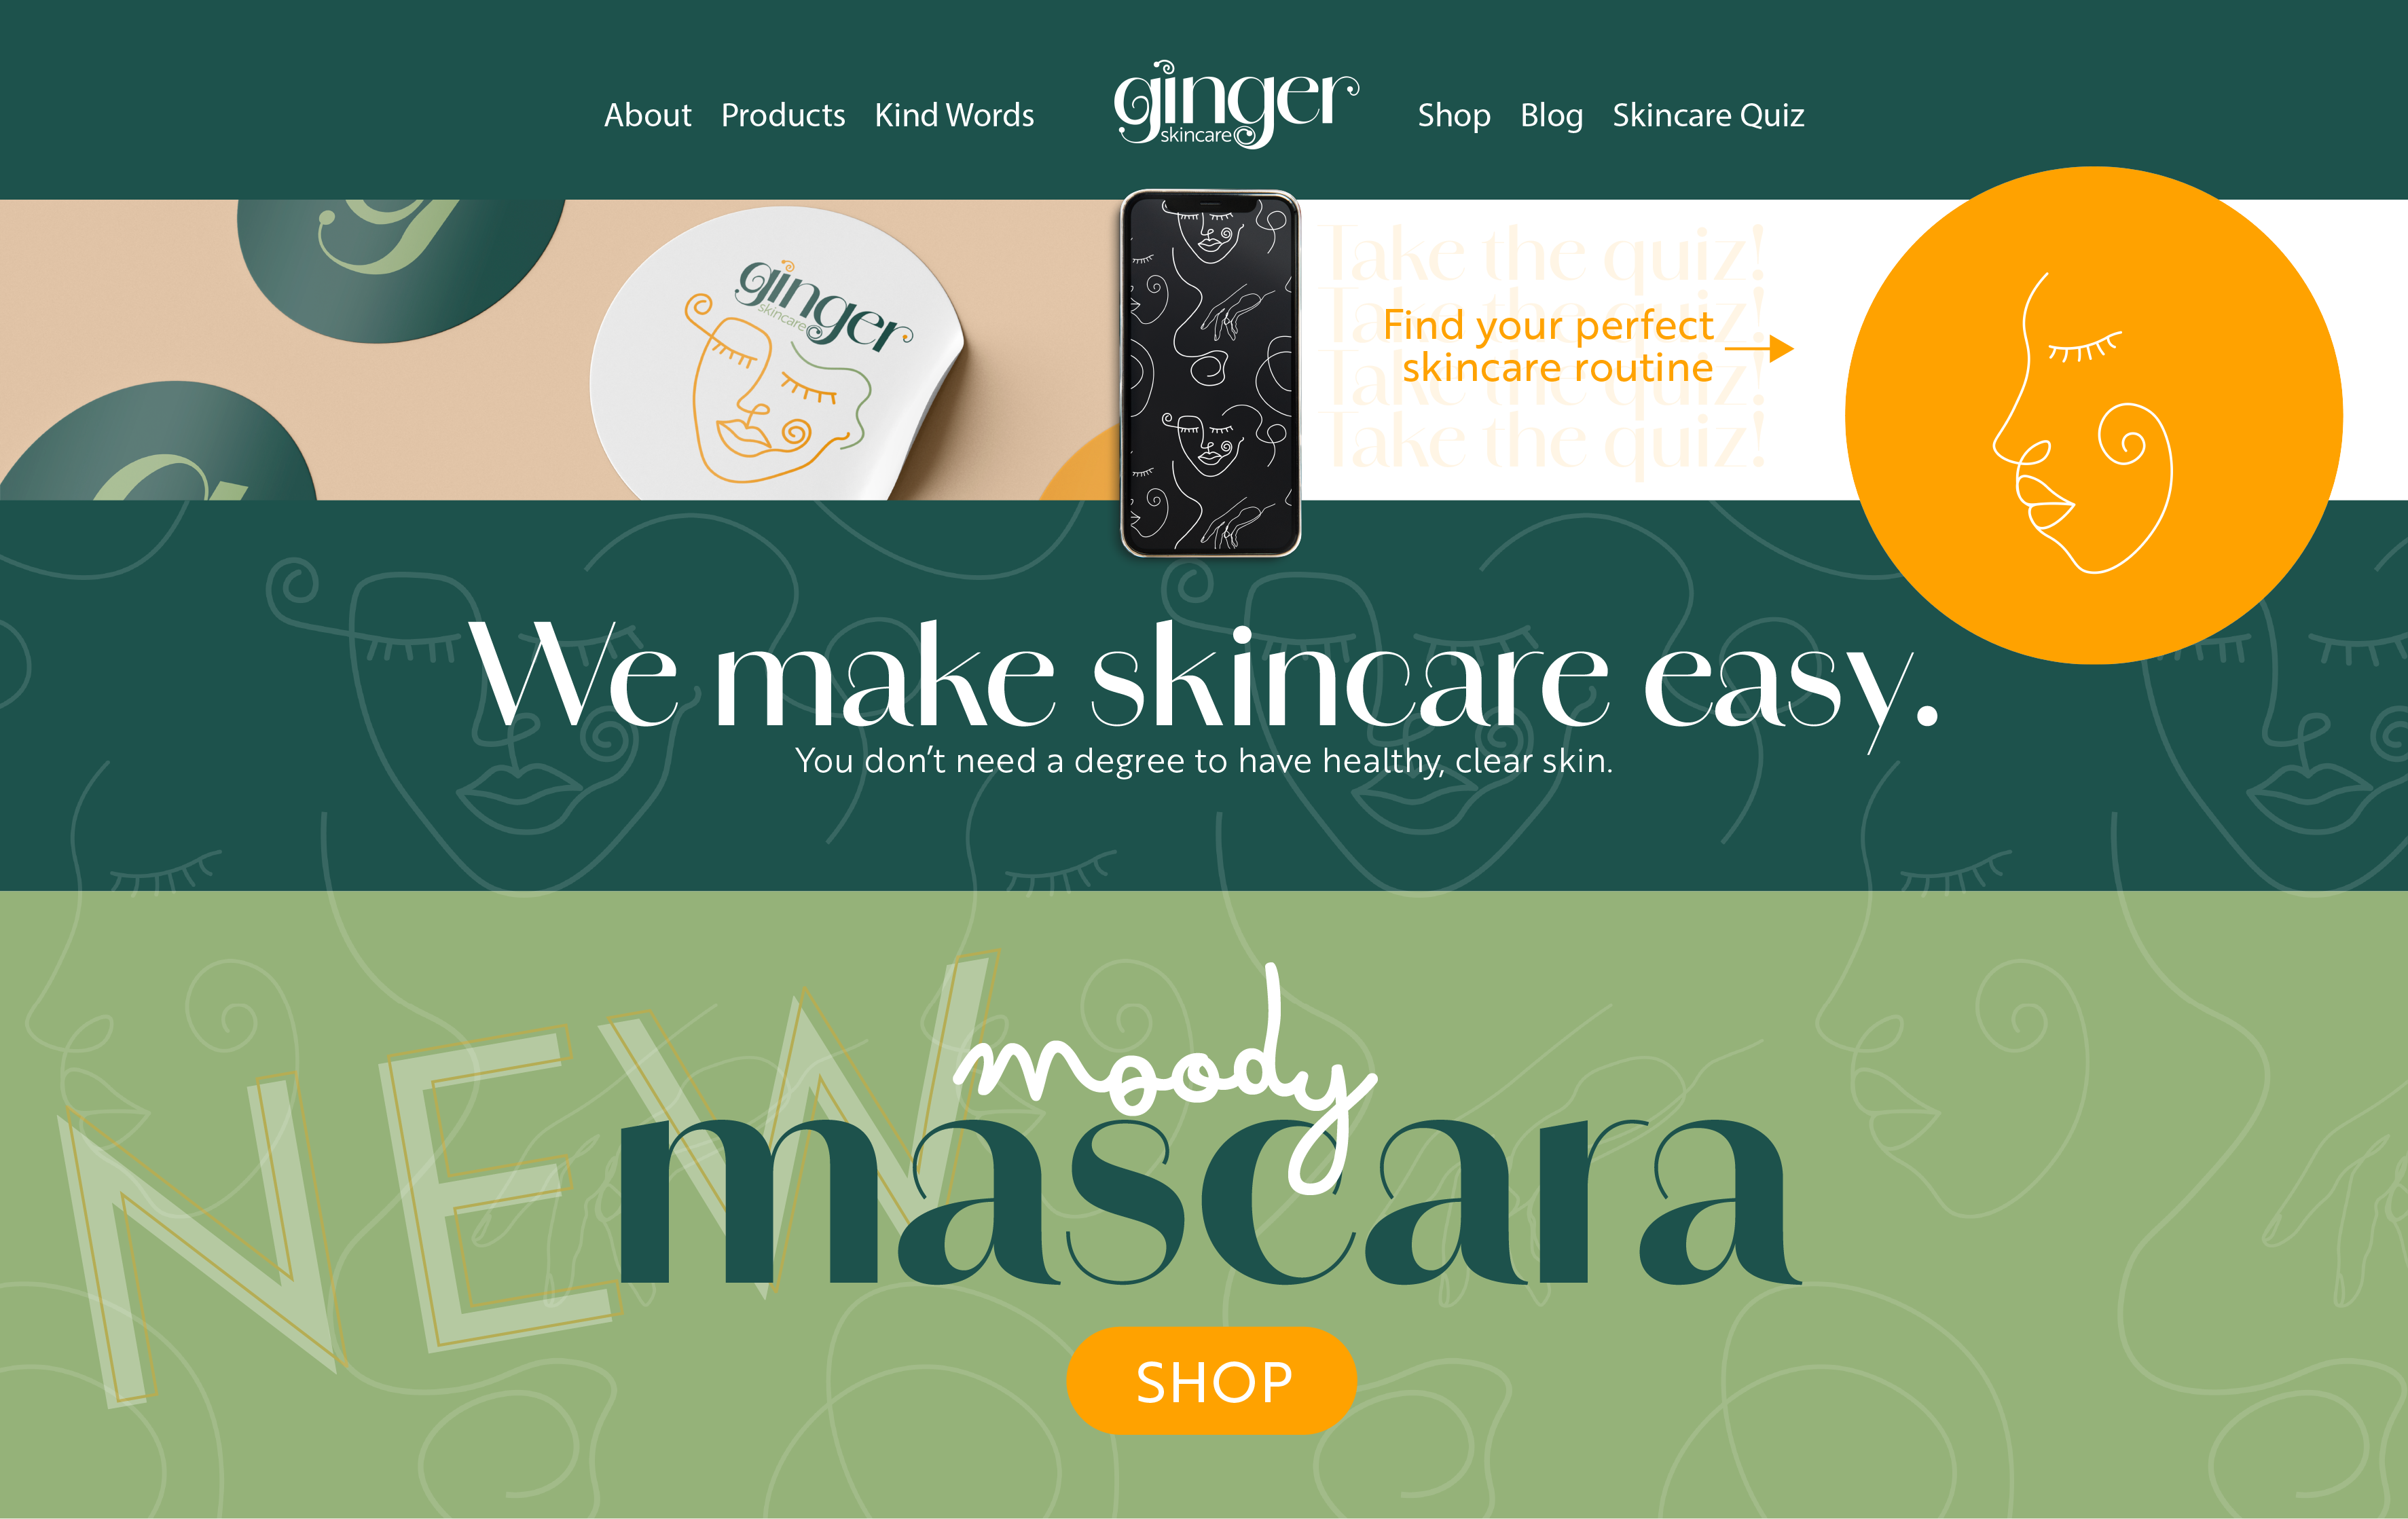 About Products Kind Words
ginger
skincare
Shop Blog Skincare Quiz
ginger
skincare
Take the quiz!
Take the quiz!
Find your perfect
skincare routine
Take the quiz!
Take the quiz!
We make skincare easy.
You don't need a degree to have healthy, clear skin.
NEW
moody
mascara
SHOP